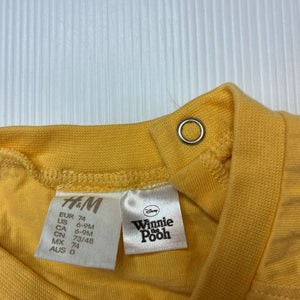 H&M
EUR 74
US 6-9M
CA 6-9M
CN 73/48
MX 74
AUS 0
Disney
Winnie
the
Pooh